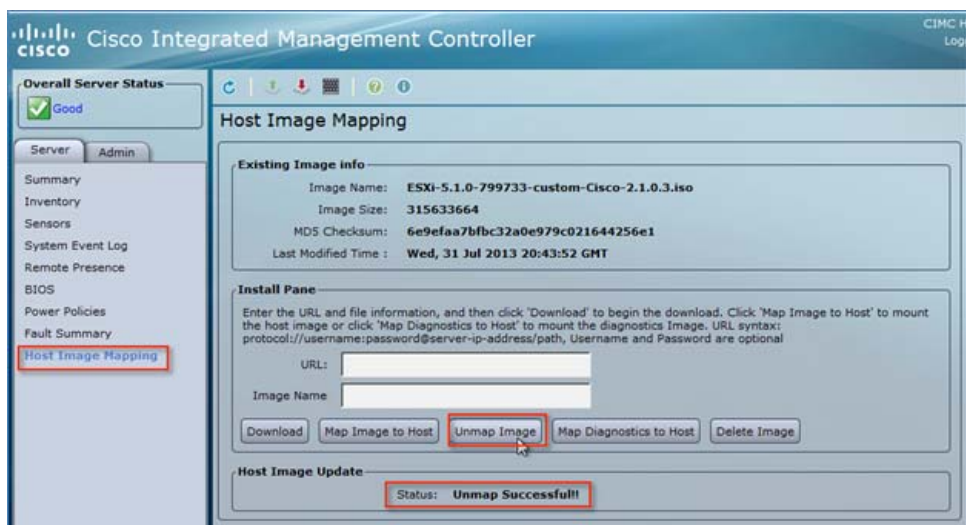 CISCO Cisco Integrated Management Controller
CIMC H
Log
Overall Server Status
Good
Server Admin
Summary
Inventory
Sensors
System Event Log
Remote Presence
BIOS
Power Policies
Fault Summary
Host Image Mapping
Host Image Mapping
Existing Image info
Image Name: ESXi-5.1.0-799733-custom-Cisco-2.1.0.3.iso
Image Size: 315633664
MD5 Checksum: 6e9efaa7bfbc32a0e979c021644256e1
Last Modified Time : Wed, 31 Jul 2013 20:43:52 GMT
Install Pane
Enter the URL and file information, and then click 'Download' to begin the download. Click 'Map Image to Host' to mount
the host image or click 'Map Diagnostics to Host' to mount the diagnostics Image. URL syntax:
protocol://username:password@server-ip-address/path, Username and Password are optional
URL:
Image Name
Download Map Image to Host Unmap Image Map Diagnostics to Host Delete Image
Host Image Update
Status: Unmap Successful!!